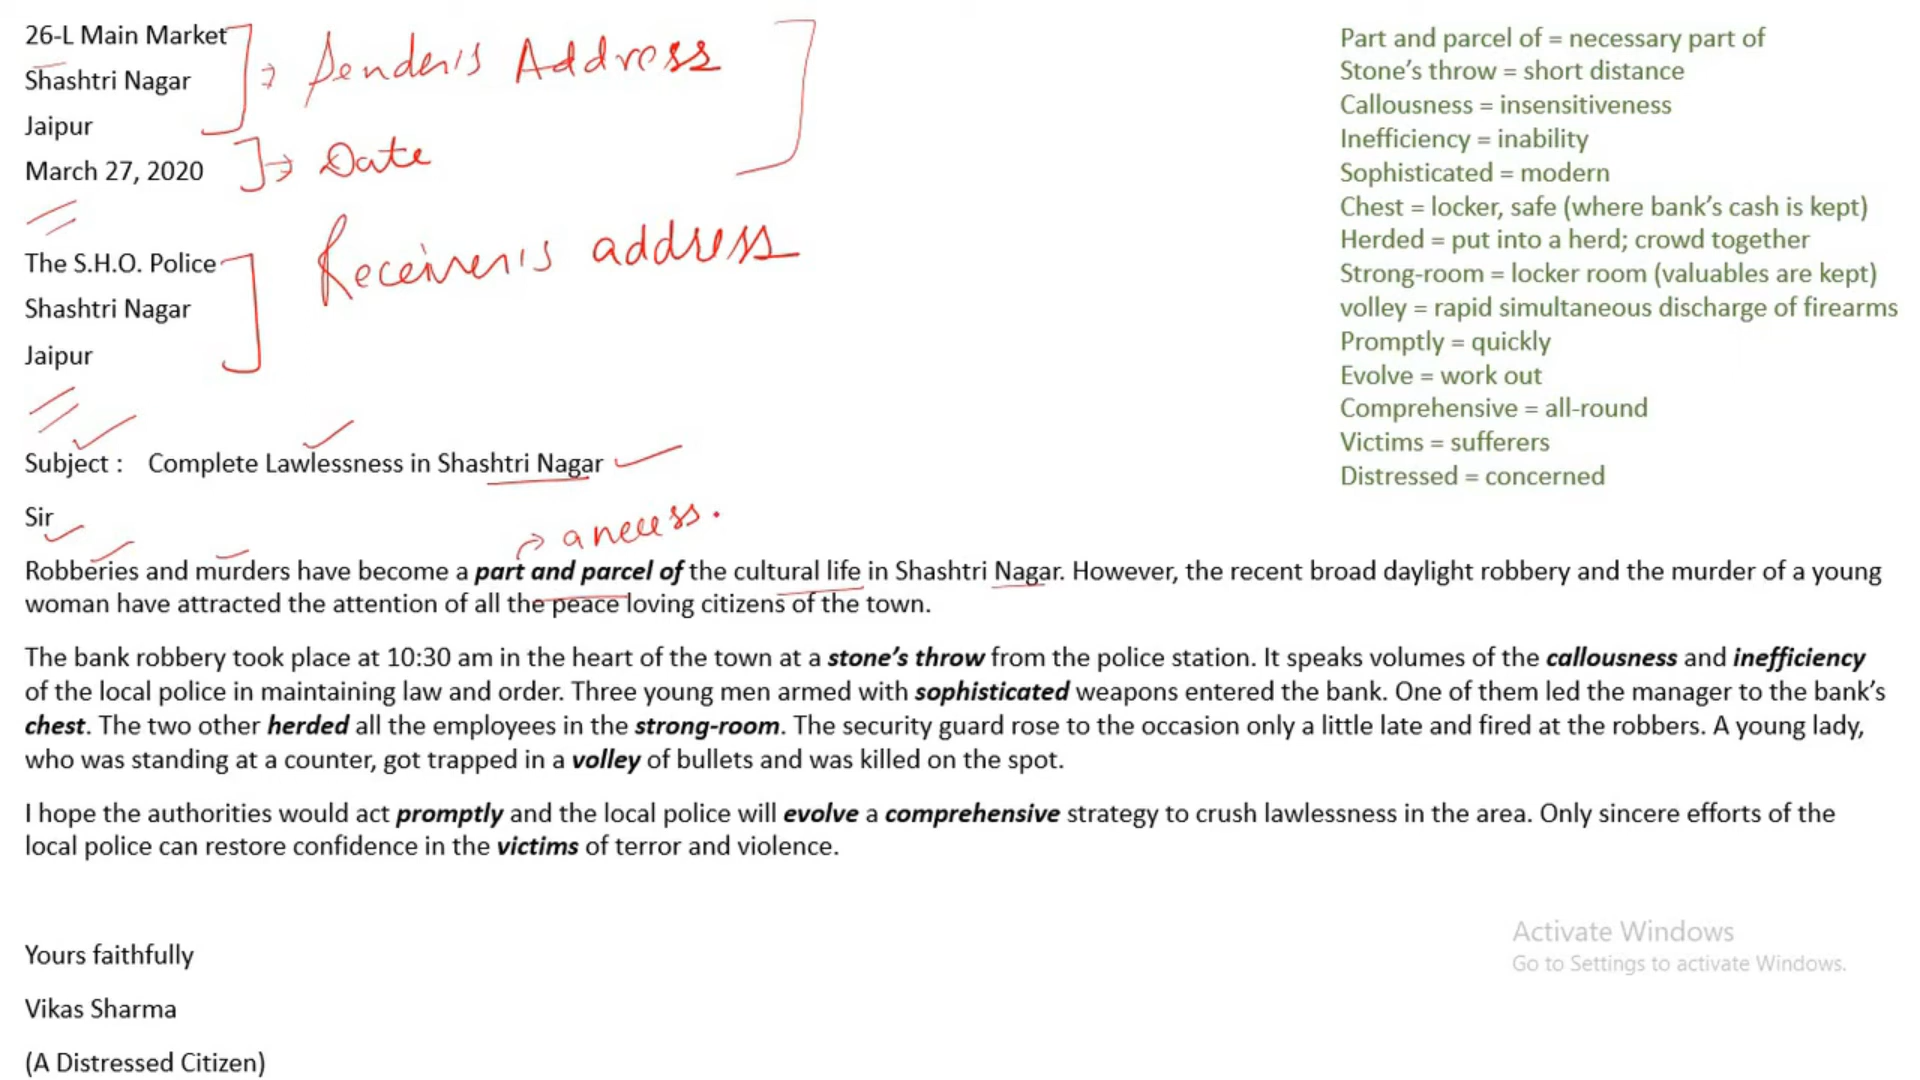 26-L Main Market
Shashtri Nagar
Jaipur
March 27, 2020
Sender's Address
Date
The S.H.O. Police
Shashtri Nagar
Jaipur
Receiver's address
Subject :    Complete Lawlessness in Shashtri Nagar
Sir
Robberies and murders have become a part and parcel of the cultural life in Shashtri Nagar. However, the recent broad daylight robbery and the murder of a young
woman have attracted the attention of all the peace loving citizens of the town.
The bank robbery took place at 10:30 am in the heart of the town at a stone's throw from the police station. It speaks volumes of the callousness and inefficiency
of the local police in maintaining law and order. Three young men armed with sophisticated weapons entered the bank. One of them led the manager to the bank's
chest. The two other herded all the employees in the strong-room. The security guard rose to the occasion only a little late and fired at the robbers. A young lady,
who was standing at a counter, got trapped in a volley of bullets and was killed on the spot.
I hope the authorities would act promptly and the local police will evolve a comprehensive strategy to crush lawlessness in the area. Only sincere efforts of the
local police can restore confidence in the victims of terror and violence.
Yours faithfully
Vikas Sharma
(A Distressed Citizen)
Part and parcel of = necessary part of
Stone's throw = short distance
Callousness = insensitiveness
Inefficiency = inability
Sophisticated = modern
Chest = locker, safe (where bank's cash is kept)
Herded = put into a herd; crowd together
Strong-room = locker room (valuables are kept)
volley = rapid simultaneous discharge of firearms
Promptly = quickly
Evolve = work out
Comprehensive = all-round
Victims = sufferers
Distressed = concerned
Activate Windows
Go to Settings to activate Windows.